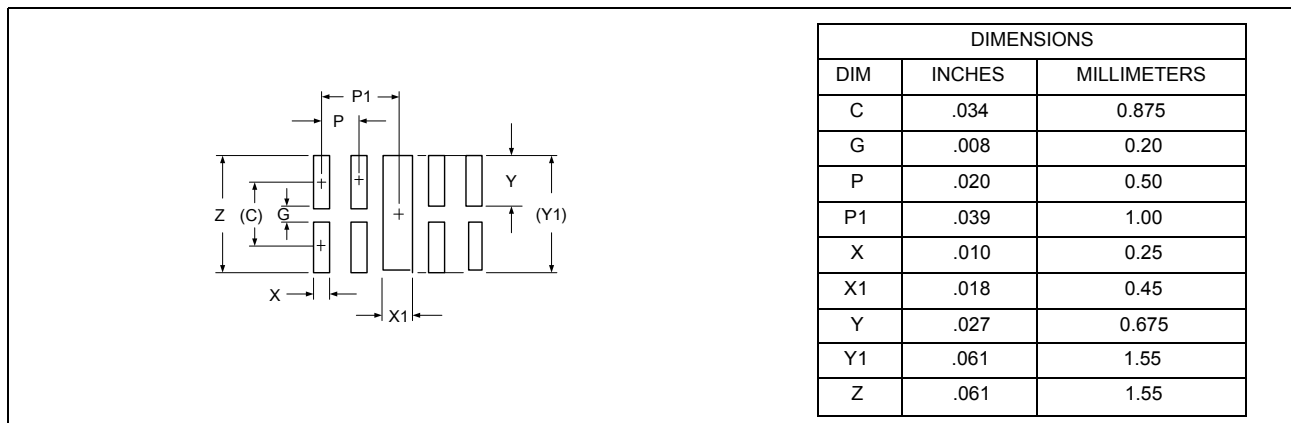 P1
P
Y
Z (C) G (Y1)
X
X1
DIMENSIONS
DIM INCHES MILLIMETERS
C .034 0.875
G .008 0.20
P .020 0.50
P1 .039 1.00
X .010 0.25
X1 .018 0.45
Y .027 0.675
Y1 .061 1.55
Z .061 1.55